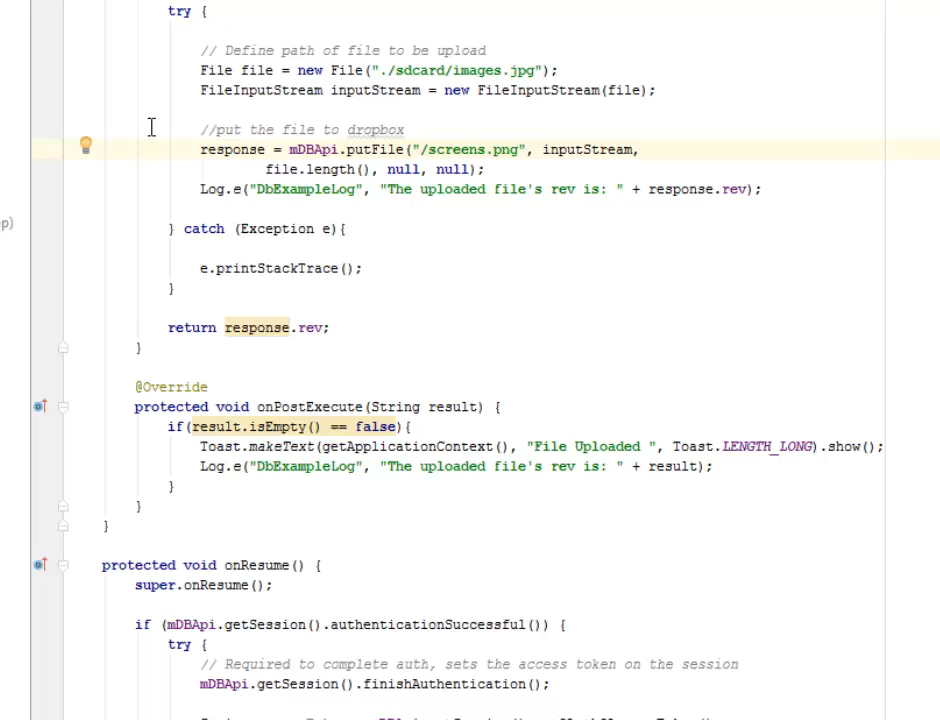 try {
// Define path of file to be upload
File file = new File("./sdcard/images.jpg");
FileInputStream inputStream = new FileInputStream(file);
//put the file to dropbox
response = mDBApi.putFile("/screens.png", inputStream,
file.length(), null, null);
Log.e("DbExampleLog", "The uploaded file's rev is: " + response.rev);
p)
} catch (Exception e){
e.printStackTrace();
}
return response.rev;
}
@Override
protected void onPostExecute(String result) {
if(result.isEmpty() == false){
Toast.makeText(getApplicationContext(), "File Uploaded ", Toast.LENGTH_LONG).show();
Log.e("DbExampleLog", "The uploaded file's rev is: " + result);
}
}
}
protected void onResume() {
super.onResume();
if (mDBApi.getSession().authenticationSuccessful()) {
try {
// Required to complete auth, sets the access token on the session
mDBApi.getSession().finishAuthentication();